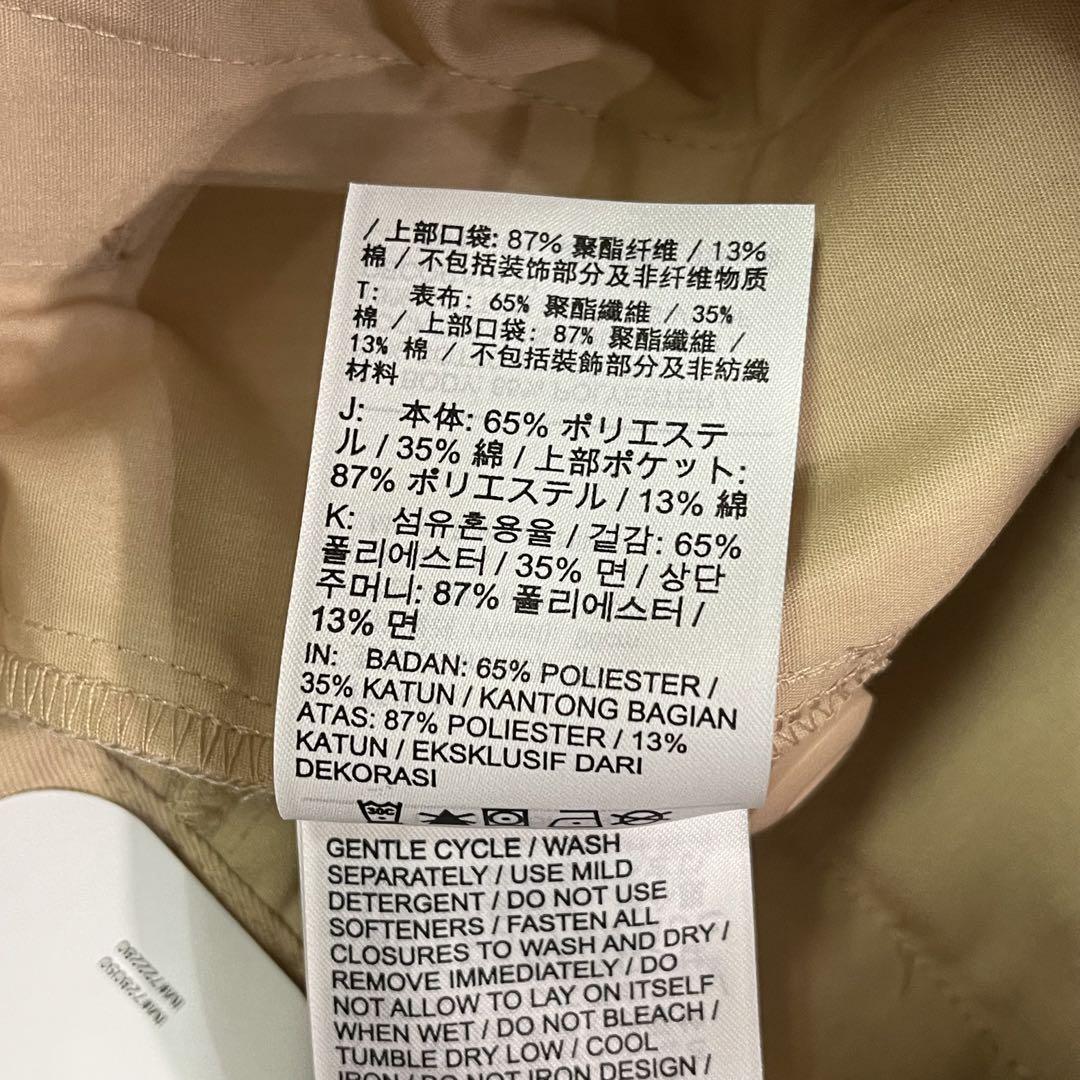 / 上部口袋: 87% 聚酯纤维 / 13%
棉 / 不包括装饰部分及非纤维物质
T: 表布: 65% 聚酯纖維 / 35%
棉 / 上部口袋: 87% 聚酯纖維 /
13% 棉 / 不包括裝飾部分及非紡織
材料
J: 本体: 65% ポリエステ
ル / 35% 綿 / 上部ポケット:
87% ポリエステル / 13% 綿
K: 섬유혼용율 / 겉감: 65%
폴리에스터 / 35% 면 / 상단
주머니: 87% 폴리에스터 /
13% 면
IN: BADAN: 65% POLIESTER /
35% KATUN / KANTONG BAGIAN
ATAS: 87% POLIESTER / 13%
KATUN / EKSKLUSIF DARI
DEKORASI
30C
GENTLE CYCLE / WASH
SEPARATELY / USE MILD
DETERGENT / DO NOT USE
SOFTENERS / FASTEN ALL
CLOSURES TO WASH AND DRY /
REMOVE IMMEDIATELY / DO
NOT ALLOW TO LAY ON ITSELF
WHEN WET / DO NOT BLEACH /
TUMBLE DRY LOW / COOL
IRON / DO NOT IRON DESIGN /